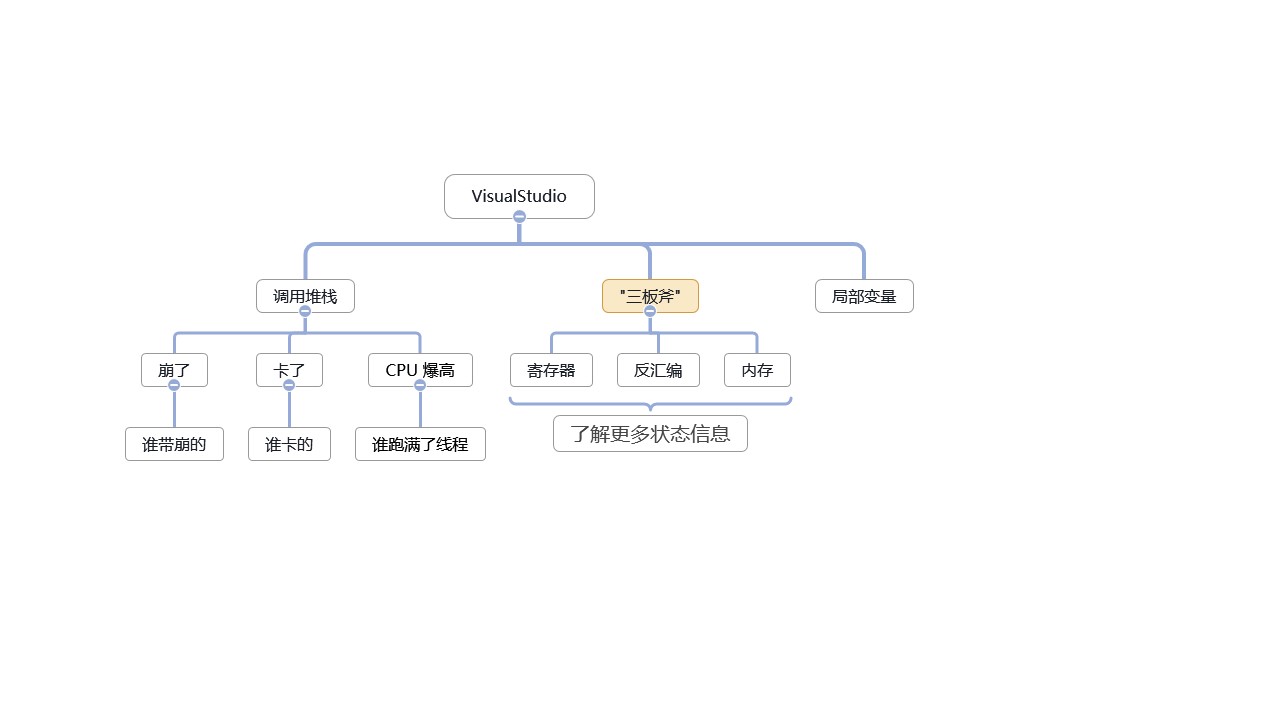 VisualStudio
调用堆栈
"三板斧"
局部变量
崩了
卡了
CPU 爆高
寄存器
反汇编
内存
谁带崩的
谁卡的
谁跑满了线程
了解更多状态信息